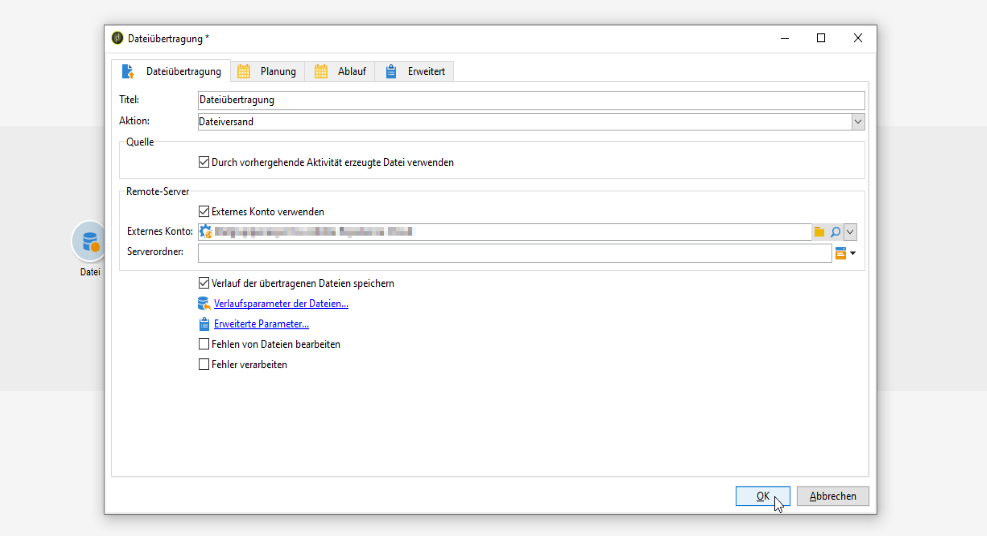 Dateiübertragung *
Dateiübertragung Planung Ablauf Erweitert
Titel: Dateiübertragung
Aktion: Dateiversand
Quelle
Durch vorhergehende Aktivität erzeugte Datei verwenden
Remote-Server
Externes Konto verwenden
Externes Konto:
Serverordner:
Datei
Verlauf der übertragenen Dateien speichern
Verlaufsparameter der Dateien...
Erweiterte Parameter...
Fehlen von Dateien bearbeiten
Fehler verarbeiten
OK Abbrechen